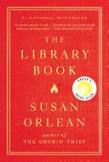 #1 NATIONAL BESTSELLER
THE
LIBRARY
BOOK
SUSAN
ORLEAN
author of
THE ORCHID THIEF